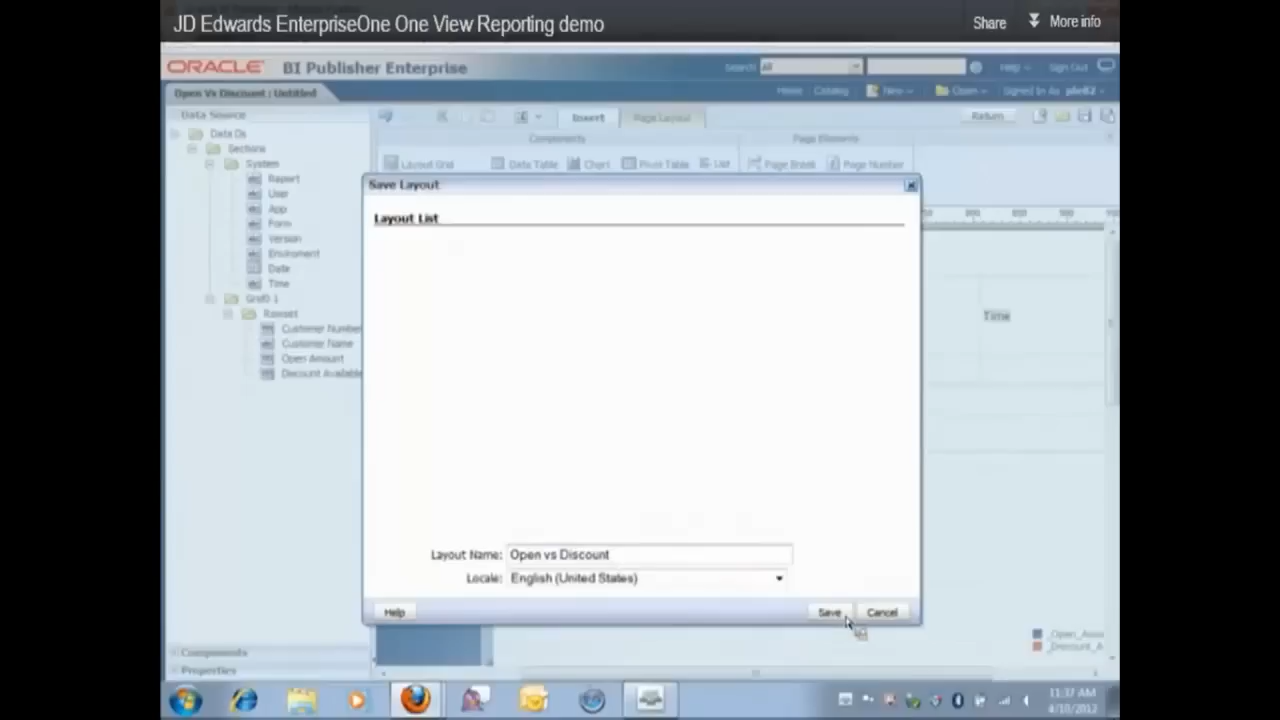 JD Edwards EnterpriseOne One View Reporting demo
Share
More info
ORACLE BI Publisher Enterprise
Search All
Help
Sign Out
Open Vs Discount : Untitled
Home
Catalog
New
Open
Signed In As
Data Source
Insert
Page Layout
Return
Data Ds
Components
Page Elements
Sections
System
Layout Grid
Data Table
Chart
Pivot Table
List
Page Break
Page Number
Report
User
App
Form
Version
Enviroment
Date
Time
Grid0 1
Rowset
Customer Number
Customer Name
Open Amount
Discount Available
Save Layout
Layout List
Time
Layout Name: Open vs Discount
Locale: English (United States)
Help
Save
Cancel
Components
Properties
11:37 AM
4/10/2012